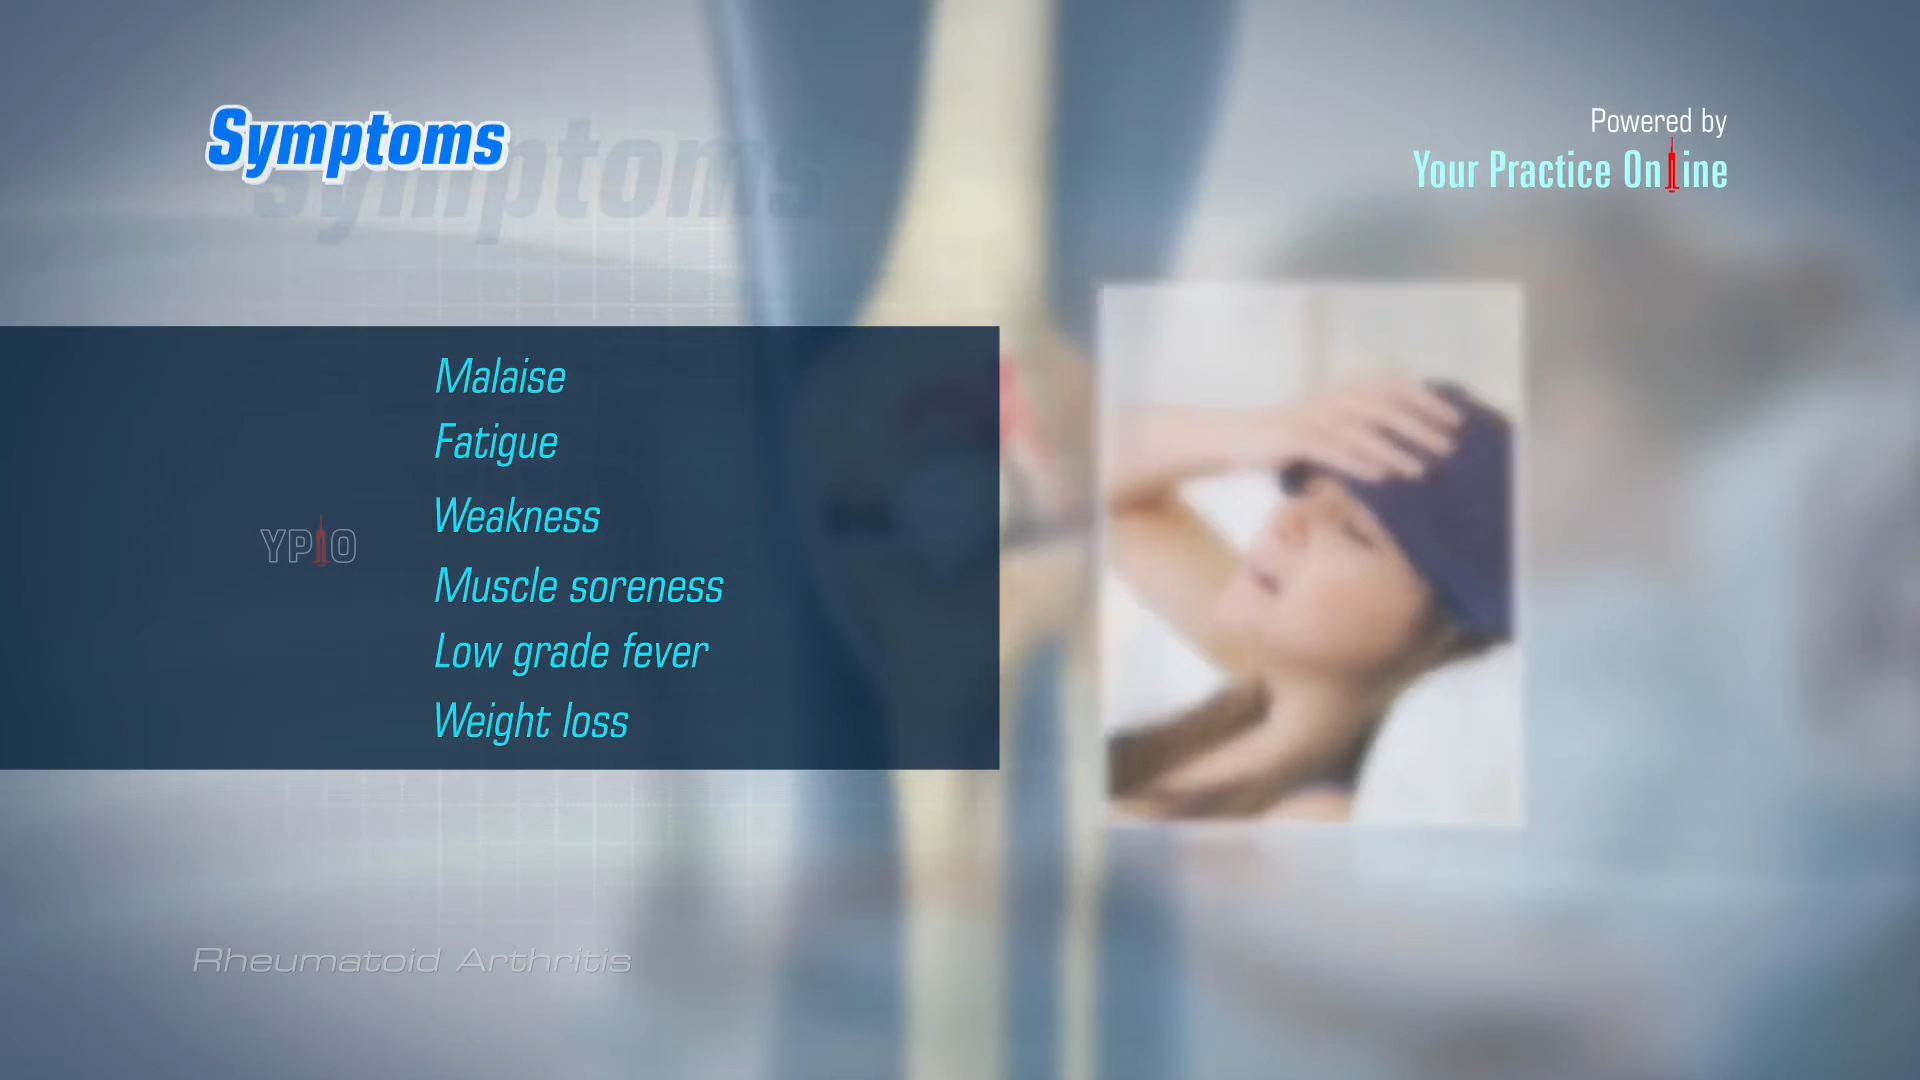 Symptoms
Symptoms
Powered by
Your Practice Online
Malaise
Fatigue
Weakness
Muscle soreness
Low grade fever
Weight loss
YPO
Rheumatoid Arthritis